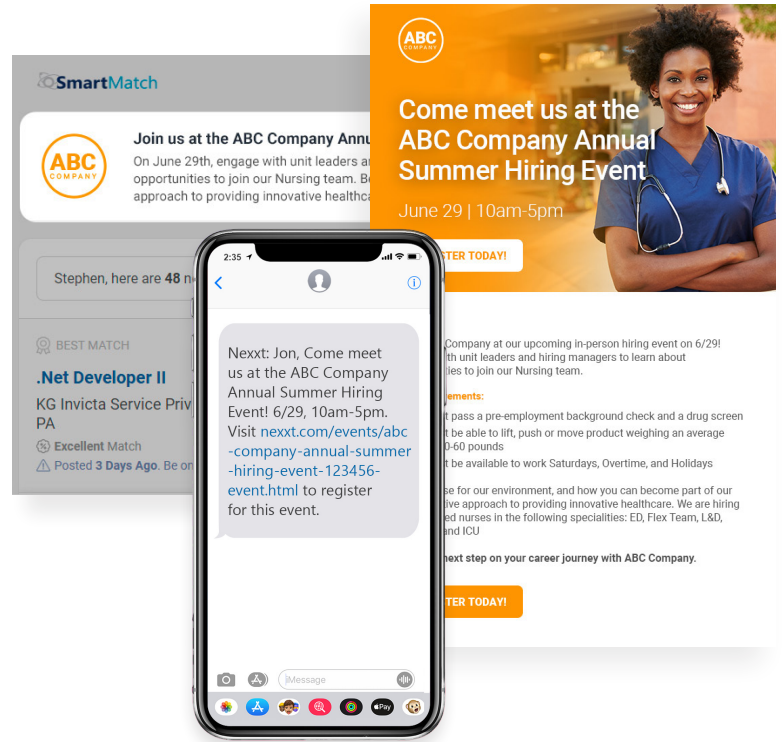 SmartMatch
ABC
COMPANY
Join us at the ABC Company Annu
On June 29th, engage with unit leaders
opportunities to join our Nursing team.
approach to providing innovative
Stephen, here are 48
BEST MATCH
.Net Developer II
KG Invicta Service
PA
Excellent Match
Posted 3 Days Ago. Be
ABC
COMPANY
Come meet us at the
ABC Company Annual
Summer Hiring Event
June 29 | 10am-5pm
TER TODAY!
Company at our upcoming in-person hiring event on 6/29!
th unit leaders and hiring managers to learn about
ties to join our Nursing team.
ements:
t pass a pre-employment background check and a drug screen
t be able to lift, push or move product weighing an average
0-60 pounds
t be available to work Saturdays, Overtime, and Holidays
se for our environment, and how you can become part of our
ive approach to providing innovative healthcare. We are hiring
ed nurses in the following specialities: ED, Flex Team, L&D,
and ICU
next step on your career journey with ABC Company.
TER TODAY!
2:35
Nexxt: Jon, Come meet
us at the ABC Company
Annual Summer Hiring
Event! 6/29, 10am-5pm.
Visit nexxt.com/events/abc
-company-annual-summer
-hiring-event-123456-
event.html to register
for this event.
iMessage
Pay